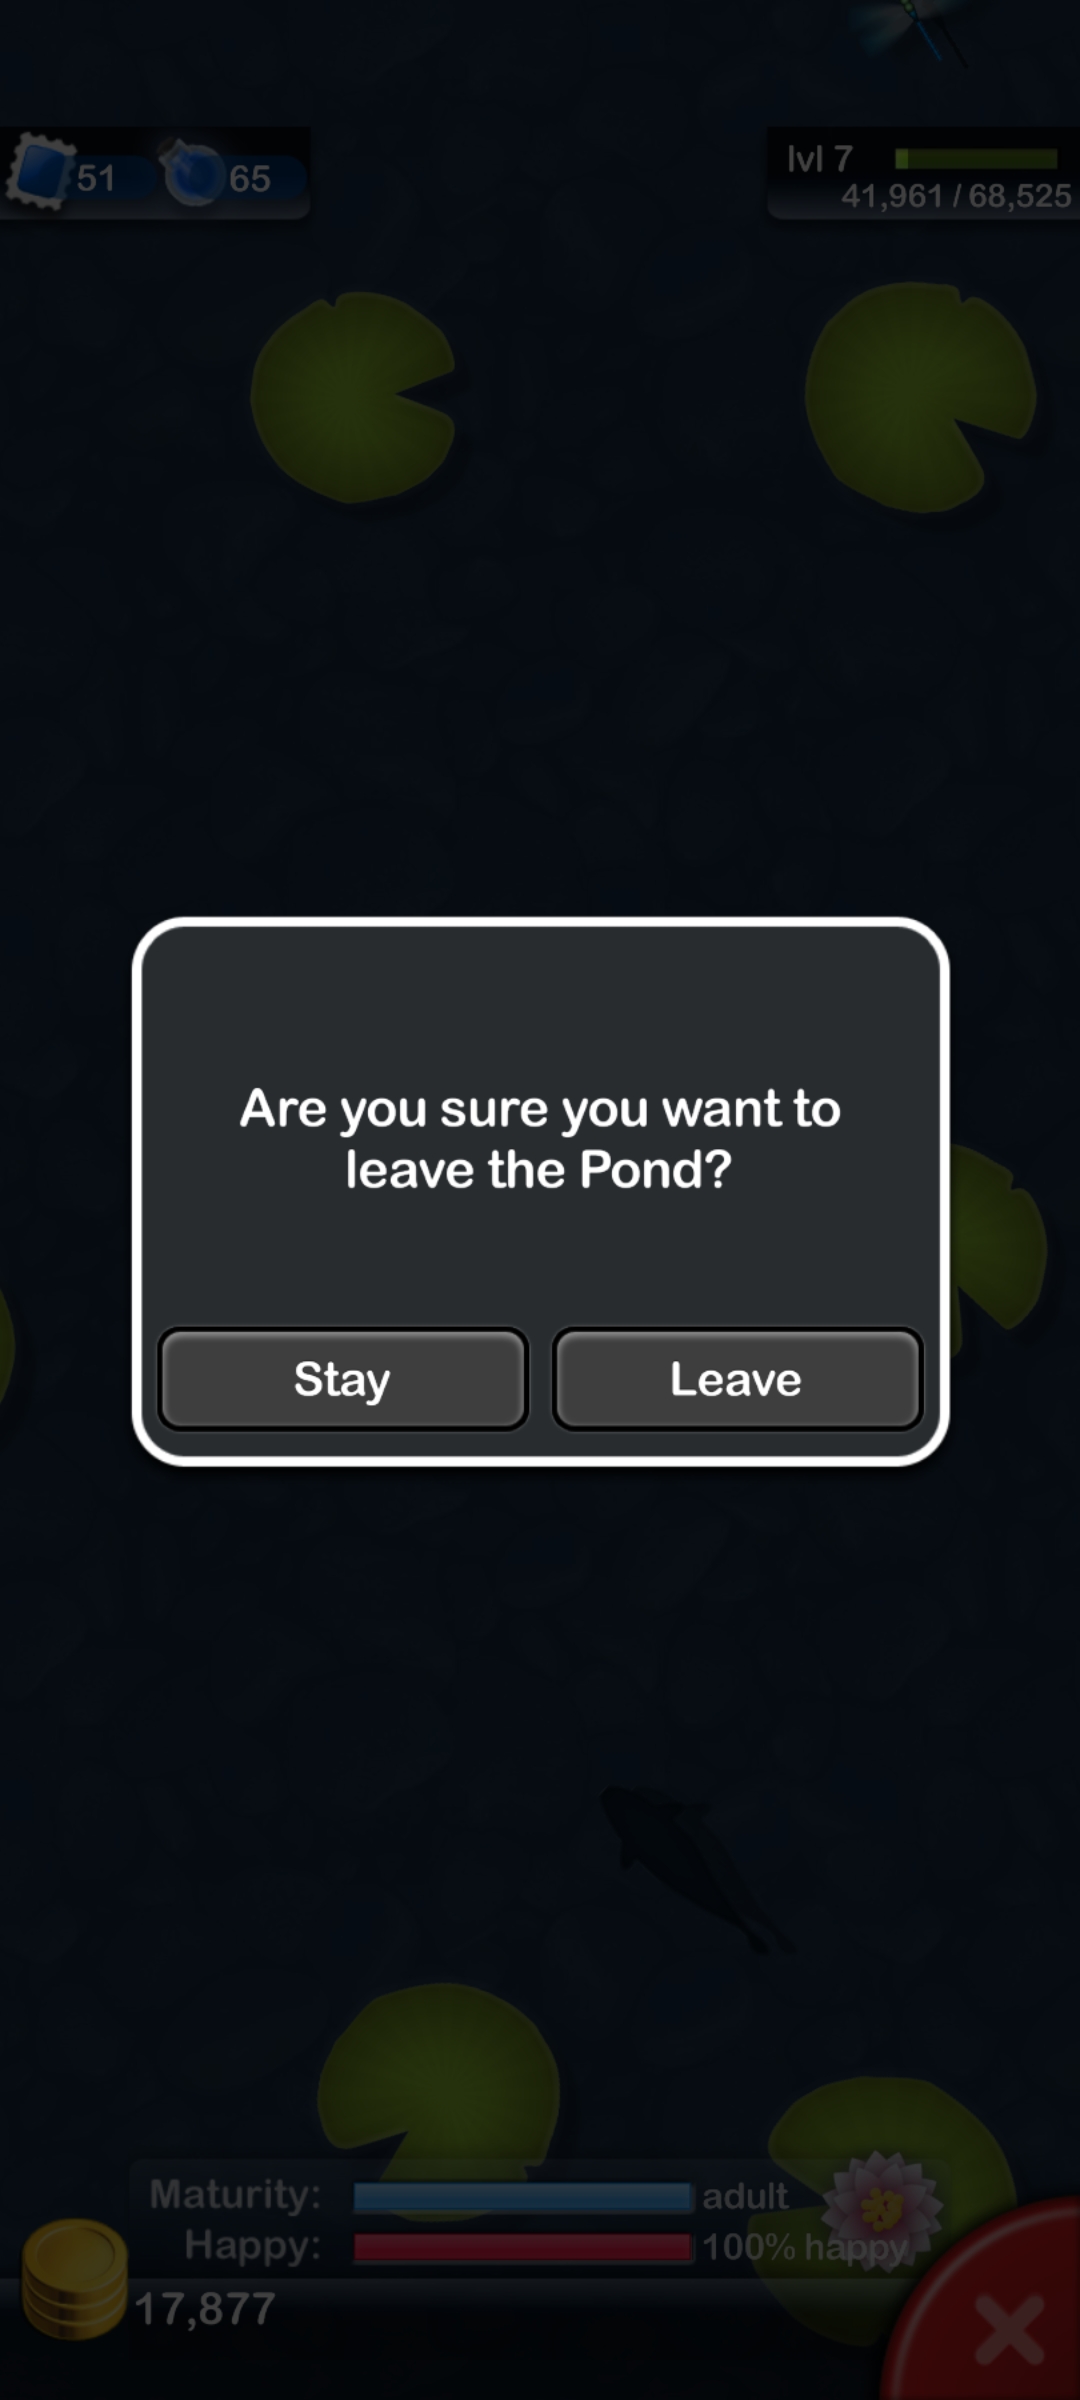 51
65
lvl 7
41,961 / 68,525
Are you sure you want to
leave the Pond?
Stay
Leave
Maturity: adult
Happy: 100% happy
17,877